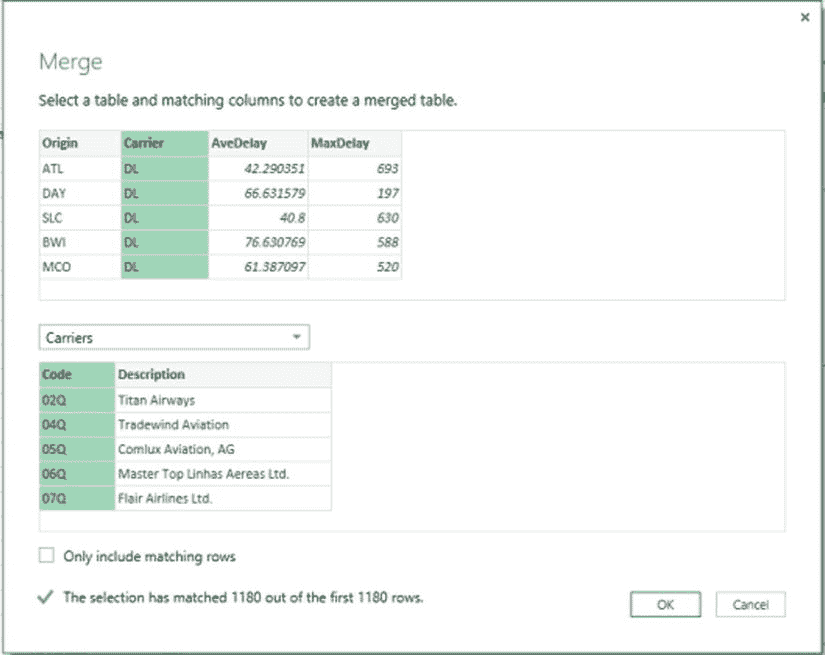 Merge
Select a table and matching columns to create a merged table.
Origin Carrier AveDelay MaxDelay
ATL DL 42.290351 693
DAY DL 66.631579 197
SLC DL 40.8 630
BWI DL 76.630769 588
MCO DL 61.387097 520
Carriers
Code Description
02Q Titan Airways
04Q Tradewind Aviation
05Q Comlux Aviation, AG
06Q Master Top Linhas Aereas Ltd.
07Q Flair Airlines Ltd.
Only include matching rows
The selection has matched 1180 out of the first 1180 rows.
OK Cancel